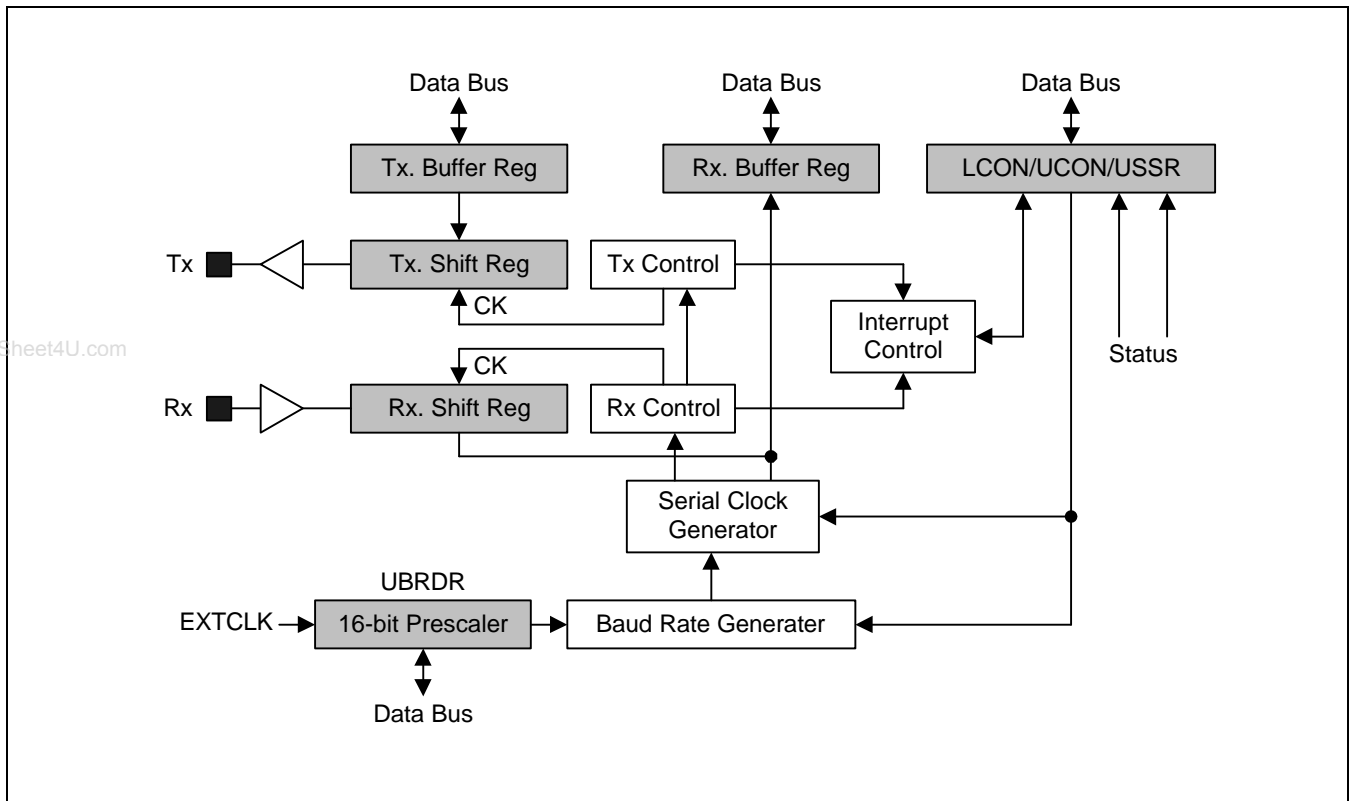 Data Bus
Data Bus
Data Bus
Tx. Buffer Reg
Rx. Buffer Reg
LCON/UCON/USSR
Tx
Tx. Shift Reg
Tx Control
CK
Interrupt
Control
Status
Sheet4U.com
CK
Rx
Rx. Shift Reg
Rx Control
Serial Clock
Generator
UBRDR
EXTCLK
16-bit Prescaler
Baud Rate Generater
Data Bus